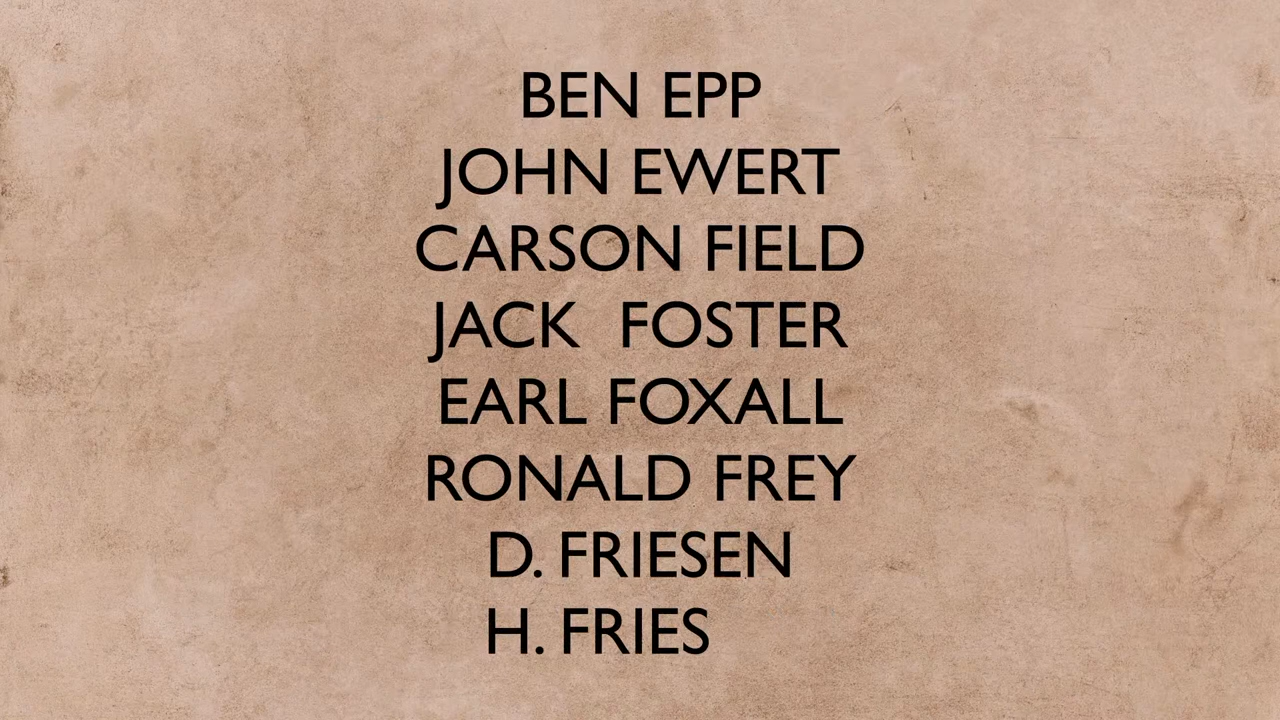 BEN EPP
JOHN EWERT
CARSON FIELD
JACK  FOSTER
EARL FOXALL
RONALD FREY
D. FRIESEN
H. FRIES